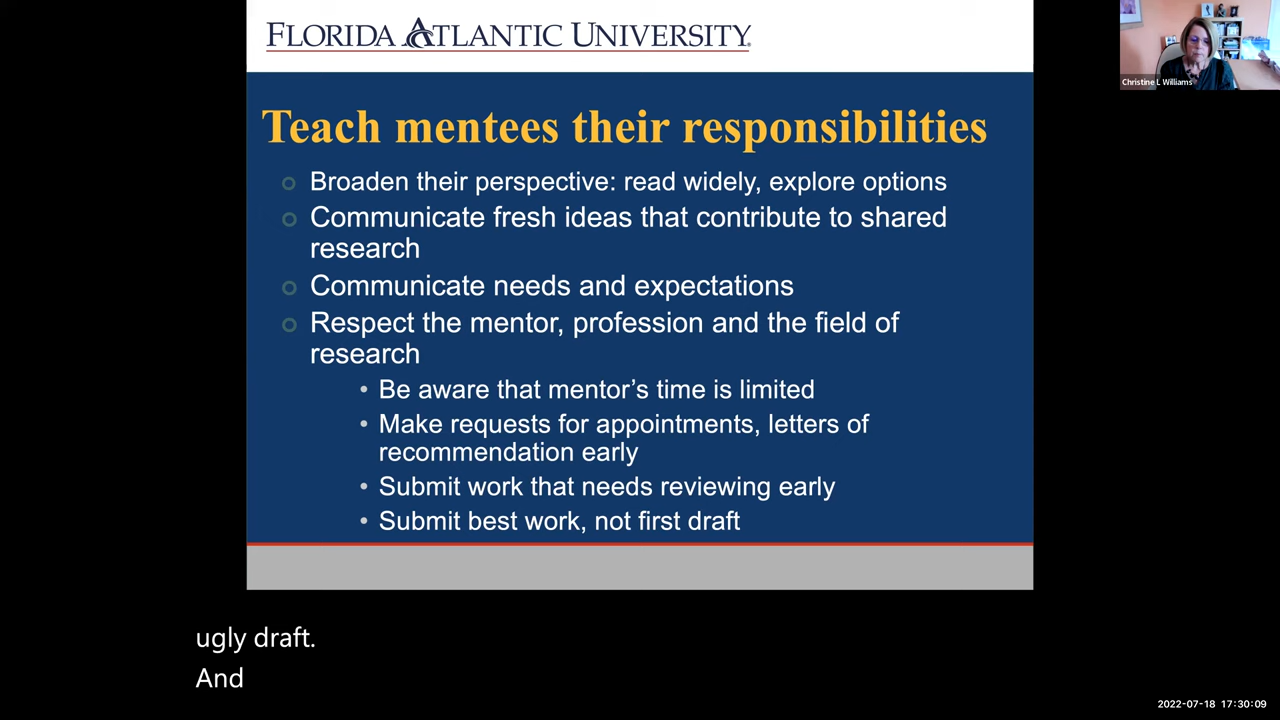 FLORIDA ATLANTIC UNIVERSITY
Christine L Williams
Teach mentees their responsibilities
Broaden their perspective: read widely, explore options
Communicate fresh ideas that contribute to shared
research
Communicate needs and expectations
Respect the mentor, profession and the field of
research
• Be aware that mentor's time is limited
• Make requests for appointments, letters of
recommendation early
• Submit work that needs reviewing early
• Submit best work, not first draft
ugly draft.
And
2022-07-18 17:30:09